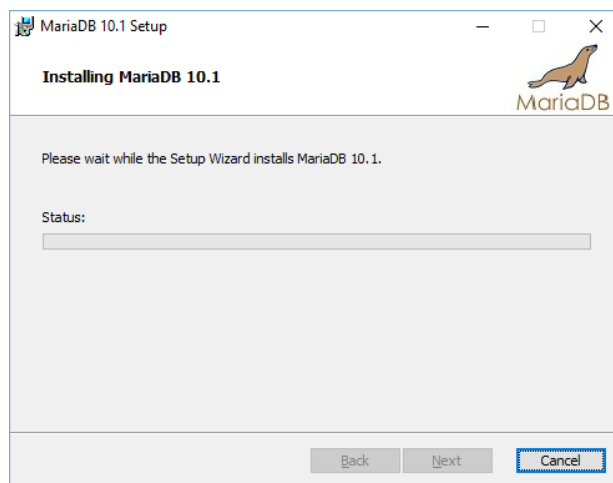 MariaDB 10.1 Setup
Installing MariaDB 10.1
MariaDB
Please wait while the Setup Wizard installs MariaDB 10.1.
Status:
Back Next Cancel